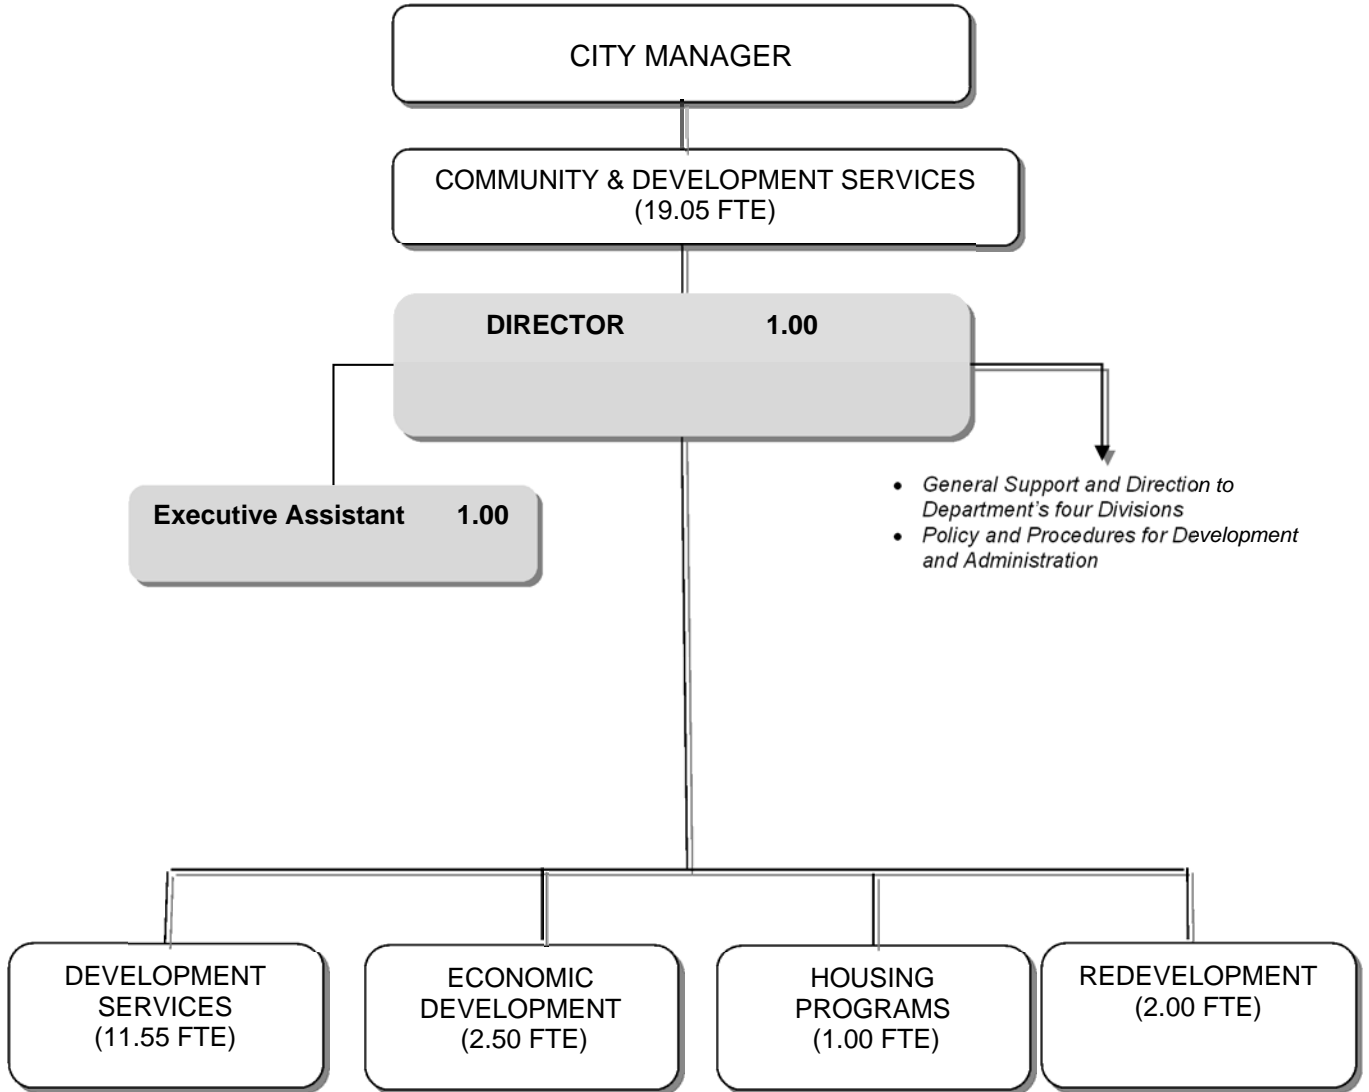 CITY MANAGER
COMMUNITY & DEVELOPMENT SERVICES
(19.05 FTE)
DIRECTOR 1.00
Executive Assistant 1.00
• General Support and Direction to
Department's four Divisions
• Policy and Procedures for Development
and Administration
DEVELOPMENT
SERVICES
(11.55 FTE)
ECONOMIC
DEVELOPMENT
(2.50 FTE)
HOUSING
PROGRAMS
(1.00 FTE)
REDEVELOPMENT
(2.00 FTE)